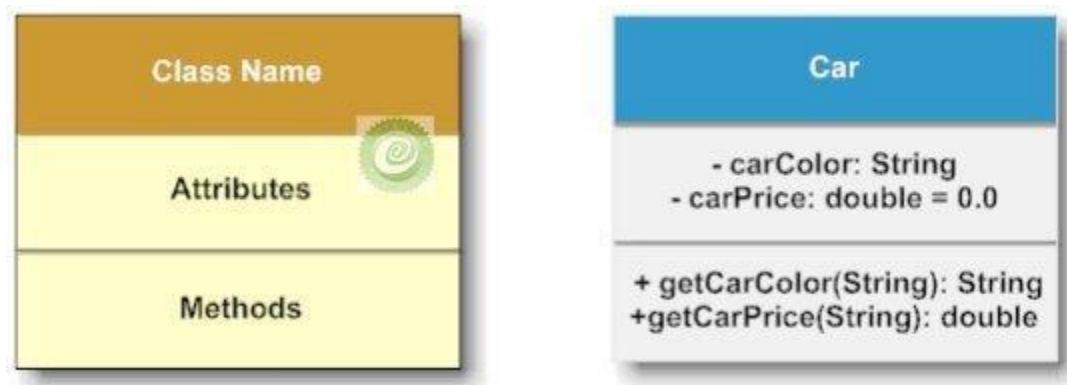 Class Name
Attributes
Methods
Car
- carColor: String
- carPrice: double = 0.0
+ getCarColor(String): String
+getCarPrice(String): double